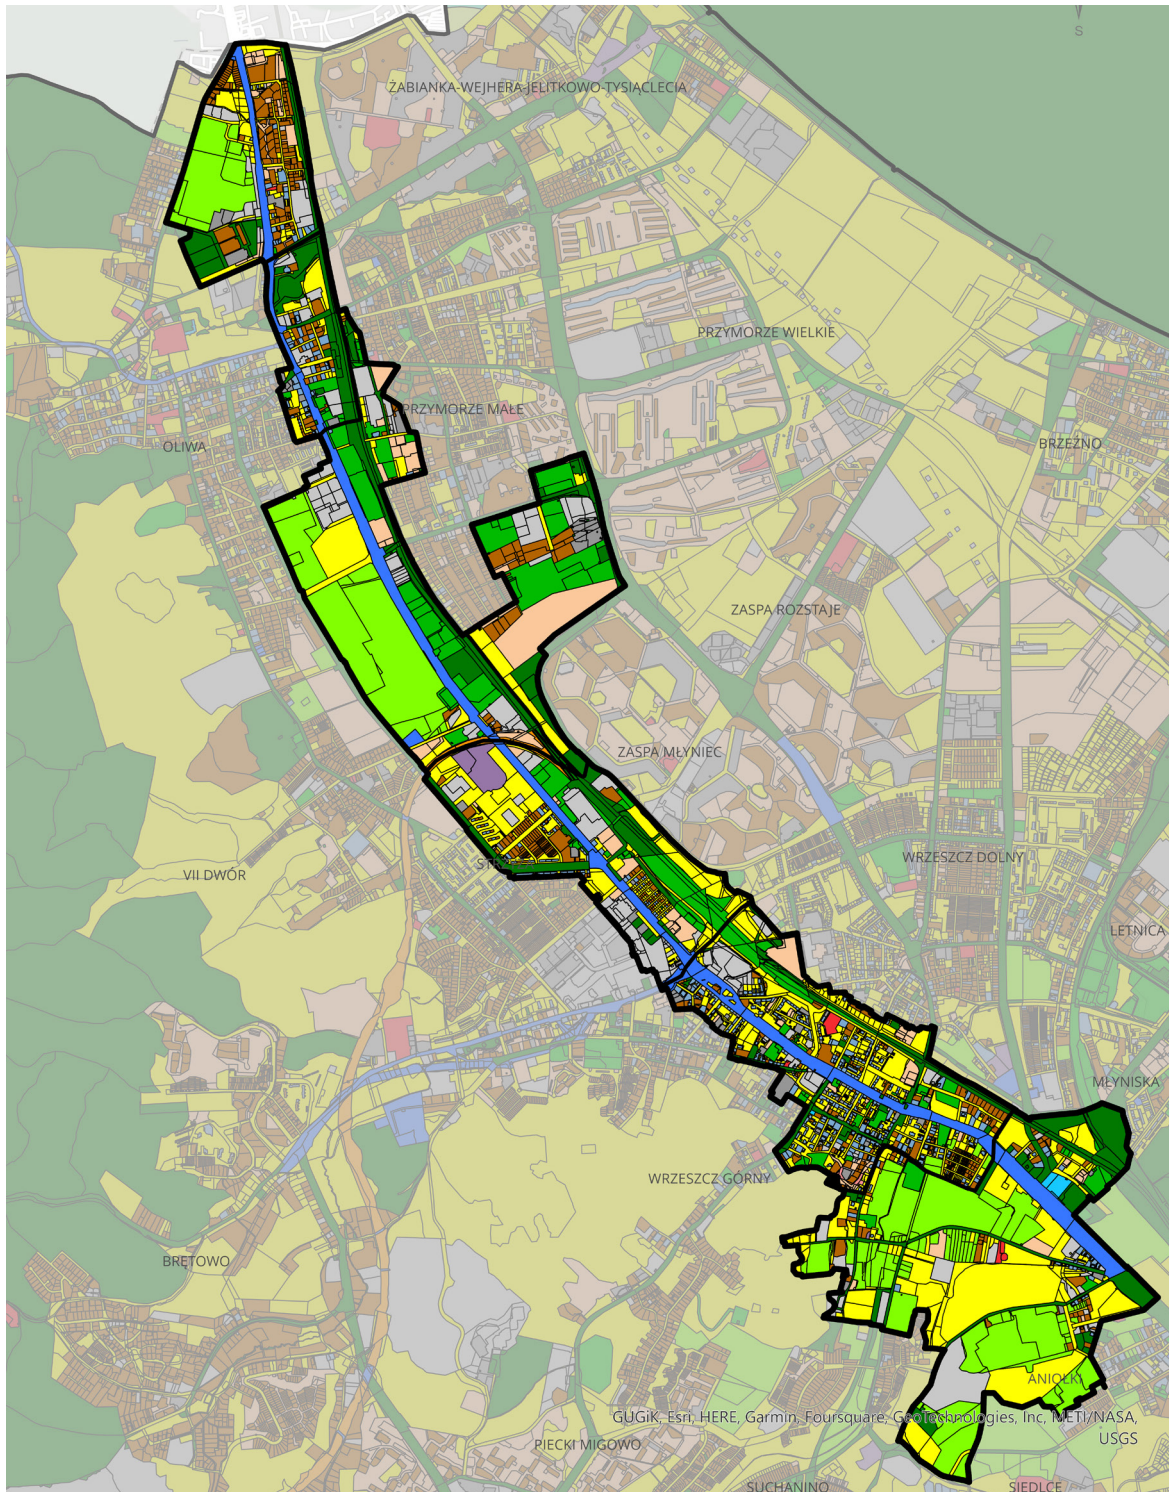 S
ŻABIANKA-WEJHERA-JELITKOWO-TYSIĄCLECIA
PRZYMORZE WIELKIE
PRZYMORZE MAŁE
BRZEŹNO
OLIWA
ZASPA ROZSTAJE
ZASPA MŁYNIEC
WRZESZCZ DOLNY
VII DWÓR
LETNICA
MŁYNISKA
WRZESZCZ GÓRNY
BRĘTOWO
ANIOŁKI
GUGiK, Esri, HERE, Garmin, Foursquare, GeoTechnologies, Inc, METI/NASA,
USGS
PIECKI MIGOWO
SUCHANINO
SIEDLCE